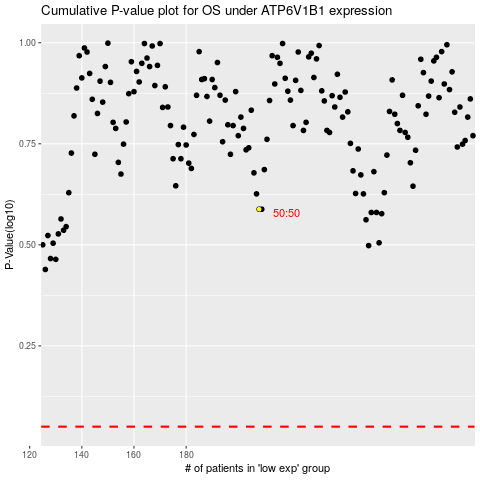 Cumulative P-value plot for OS under ATP6V1B1 expression
P-Value(log10)
1.00
0.75
0.50
0.25
50:50
120 140 160 180
# of patients in 'low exp' group